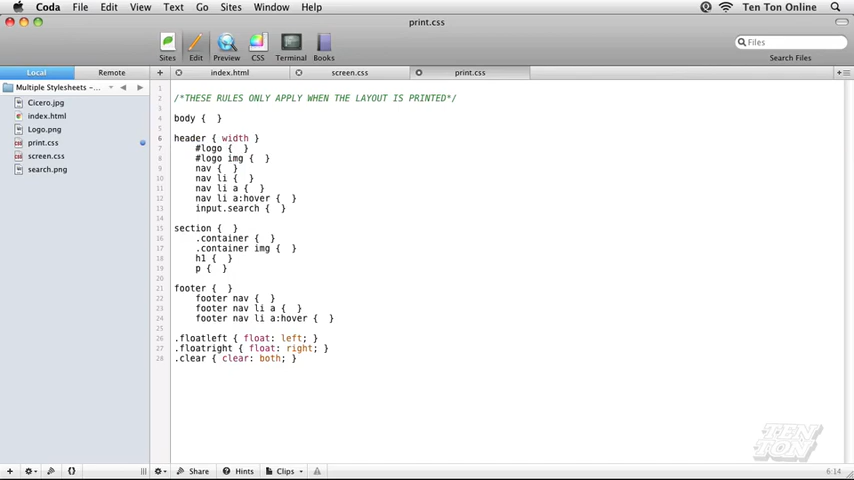 Coda File Edit View Text Go Sites Window Help Ten Ton Online
print.css
Sites Edit Preview CSS Terminal Books Files
Search Files
Local Remote + index.html screen.css print.css
Multiple Stylesheets –...
Cicero.jpg
index.html
Logo.png
print.css
screen.css
search.png
1
2 /*THESE RULES ONLY APPLY WHEN THE LAYOUT IS PRINTED*/
3
4 body { }
5
6 header { width }
7 #logo { }
8 #logo img { }
9 nav { }
10 nav li { }
11 nav li a { }
12 nav li a:hover { }
13 input.search { }
14
15 section { }
16 .container { }
17 .container img { }
18 h1 { }
19 p { }
20
21 footer { }
22 footer nav { }
23 footer nav li a { }
24 footer nav li a:hover { }
25
26 .floatleft { float: left; }
27 .floatright { float: right; }
28 .clear { clear: both; }
TEN
TON
Share Hints Clips 6:14